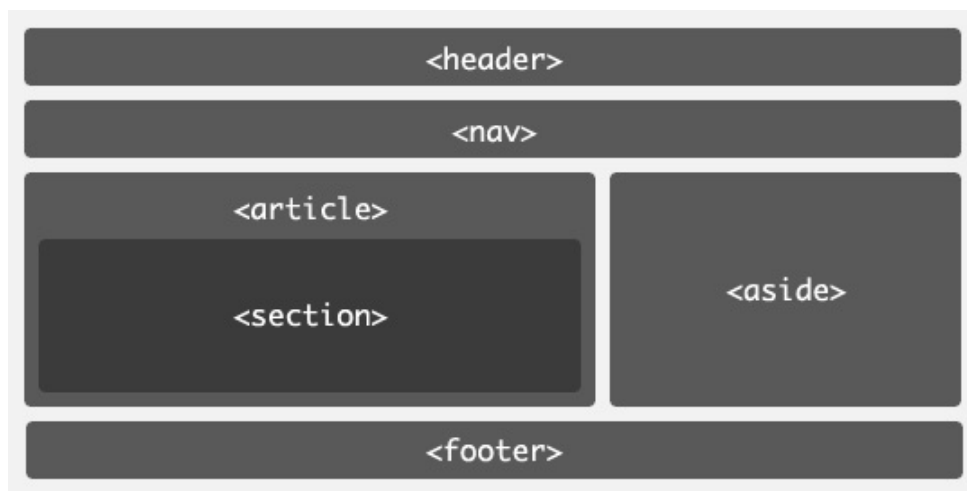 <header>
<nav>
<article>
<section>
<aside>
<footer>